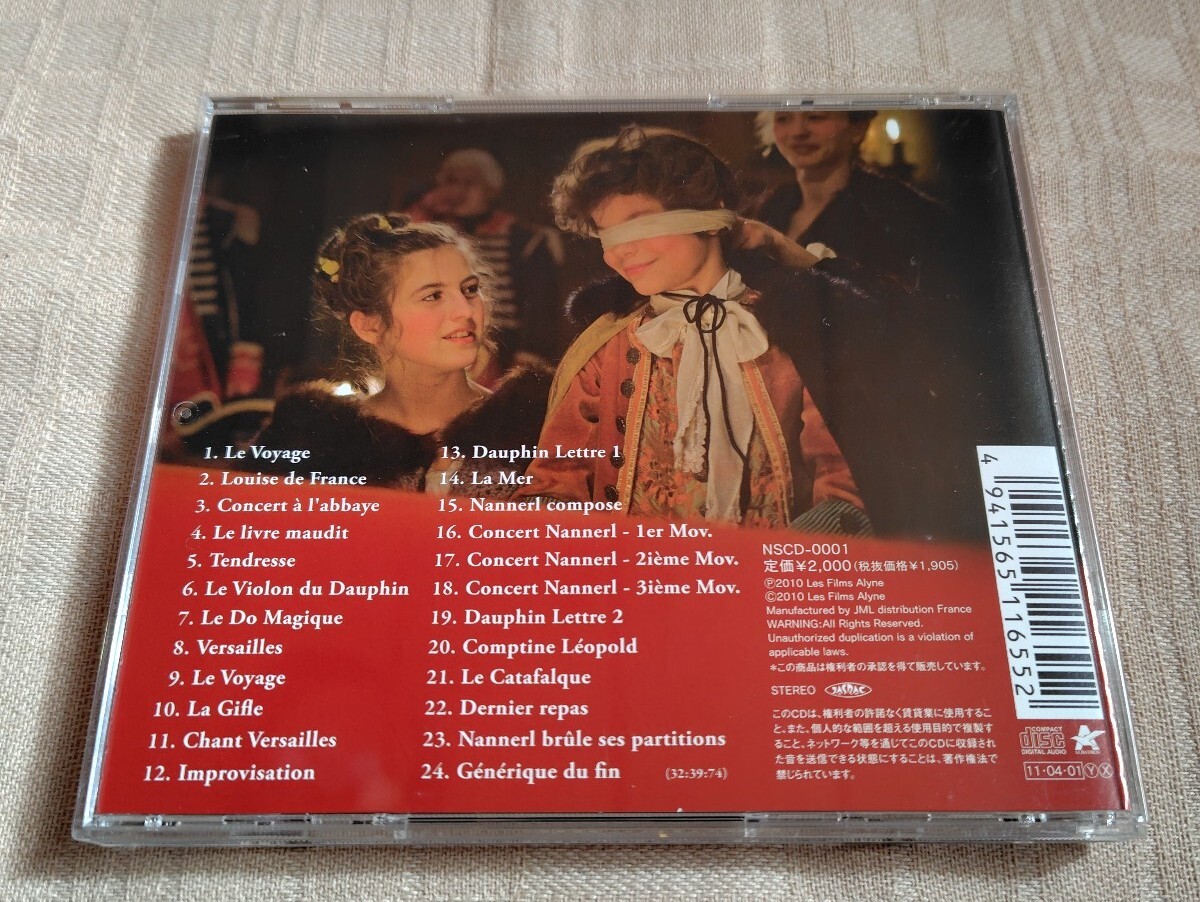 1. Le Voyage
2. Louise de France
3. Concert à l'abbaye
4. Le livre maudit
5. Tendresse
6. Le Violon du Dauphin
7. Le Do Magique
8. Versailles
9. Le Voyage
10. La Gifle
11. Chant Versailles
12. Improvisation
13. Dauphin Lettre 1
14. La Mer
15. Nannerl compose
16. Concert Nannerl - 1er Mov.
17. Concert Nannerl - 2ième Mov.
18. Concert Nannerl - 3ième Mov.
19. Dauphin Lettre 2
20. Comptine Léopold
21. Le Catafalque
22. Dernier repas
23. Nannerl brûle ses partitions
24. Générique du fin (32:39:74)
NSCD-0001
定価¥2,000(税抜価格¥1,905)
Ⓟ2010 Les Films Alyne
©2010 Les Films Alyne
Manufactured by JML distribution France
WARNING:All Rights Reserved.
Unauthorized duplication is a violation of
applicable laws.
*この商品は権利者の承認を得て販売しています。
STEREO JASRAC
このCDは、権利者の許諾なく賃貸業に使用するこ
と、また、個人的な範囲を超える使用目的で複製す
ること、ネットワーク等を通じてこのCDに収録され
た音を送信できる状態にすることは、著作権法で
禁じられています。
4 941565 116552
COMPACT
disc
DIGITAL AUDIO
11・04・01 Ⓨ Ⓧ